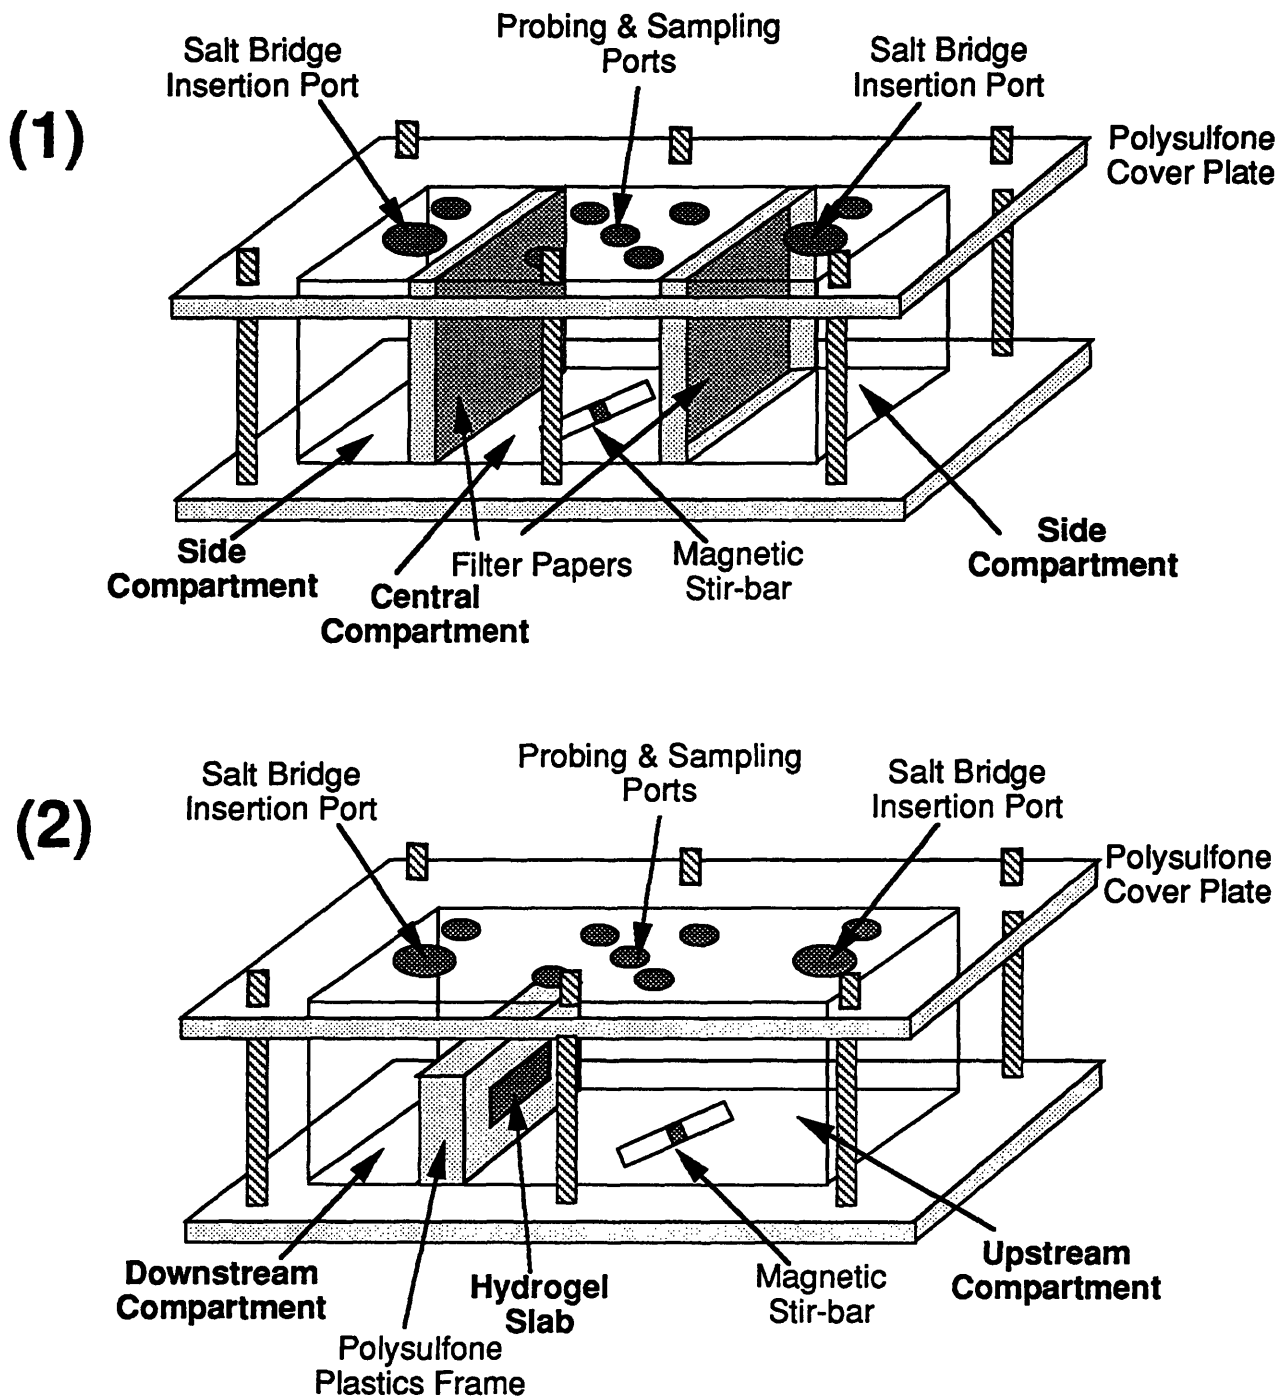 (1)
Salt Bridge
Insertion Port
Probing & Sampling
Ports
Salt Bridge
Insertion Port
Polysulfone
Cover Plate
Side
Compartment
Central
Compartment
Filter Papers
Magnetic
Stir-bar
Side
Compartment
(2)
Salt Bridge
Insertion Port
Probing & Sampling
Ports
Salt Bridge
Insertion Port
Polysulfone
Cover Plate
Downstream
Compartment
Polysulfone
Plastics Frame
Hydrogel
Slab
Magnetic
Stir-bar
Upstream
Compartment